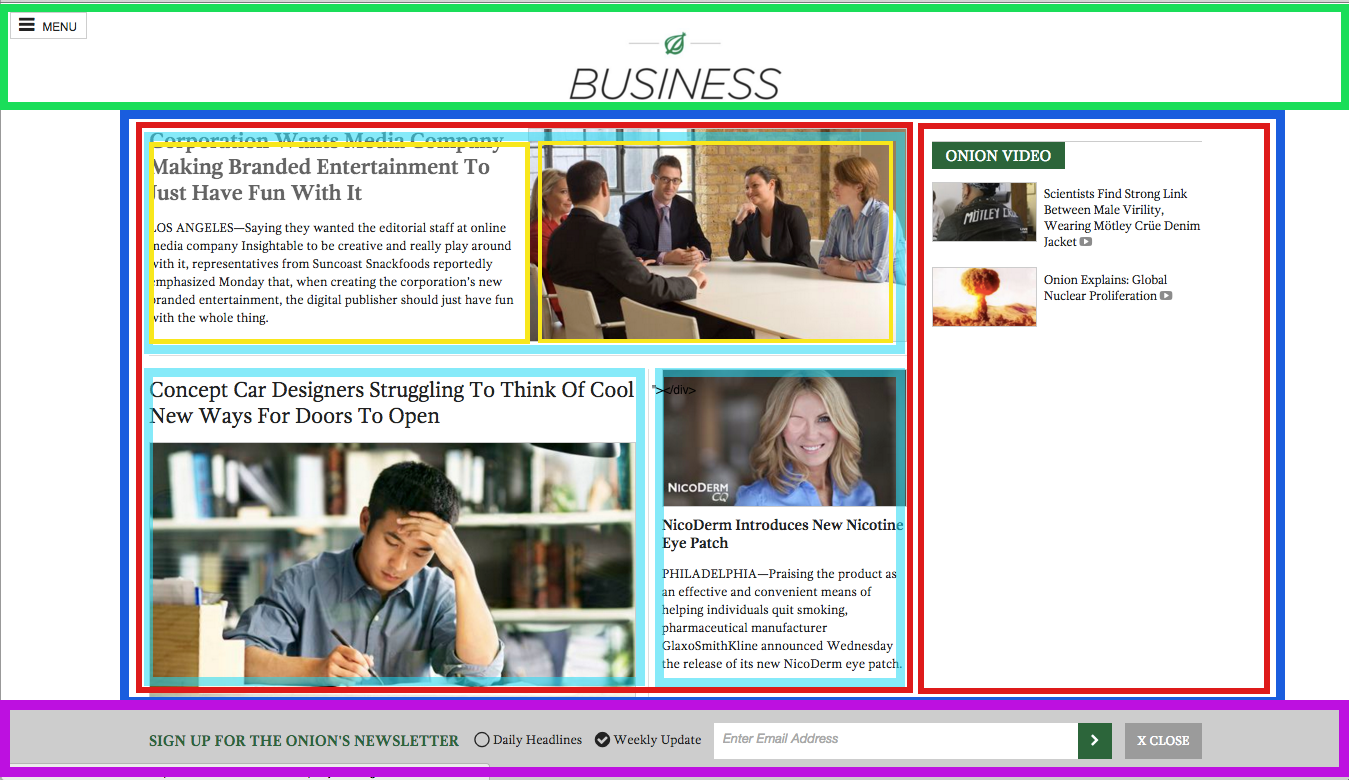 MENU
BUSINESS
Corporation Wants Media Company
Making Branded Entertainment To
Just Have Fun With It
LOS ANGELES—Saying they wanted the editorial staff at online
media company Insightable to be creative and really play around
with it, representatives from Suncoast Snackfoods reportedly
emphasized Monday that, when creating the corporation's new
branded entertainment, the digital publisher should just have fun
with the whole thing.
ONION VIDEO
MÖTLEY CRÜE
Scientists Find Strong Link
Between Male Virility,
Wearing Mötley Crüe Denim
Jacket
Onion Explains: Global
Nuclear Proliferation
Concept Car Designers Struggling To Think Of Cool
New Ways For Doors To Open
"></div>
NICODERM
CQ
NicoDerm Introduces New Nicotine
Eye Patch
PHILADELPHIA—Praising the product as
an effective and convenient means of
helping individuals quit smoking,
pharmaceutical manufacturer
GlaxoSmithKline announced Wednesday
the release of its new NicoDerm eye patch.
SIGN UP FOR THE ONION'S NEWSLETTER
Daily Headlines
Weekly Update
Enter Email Address
X CLOSE